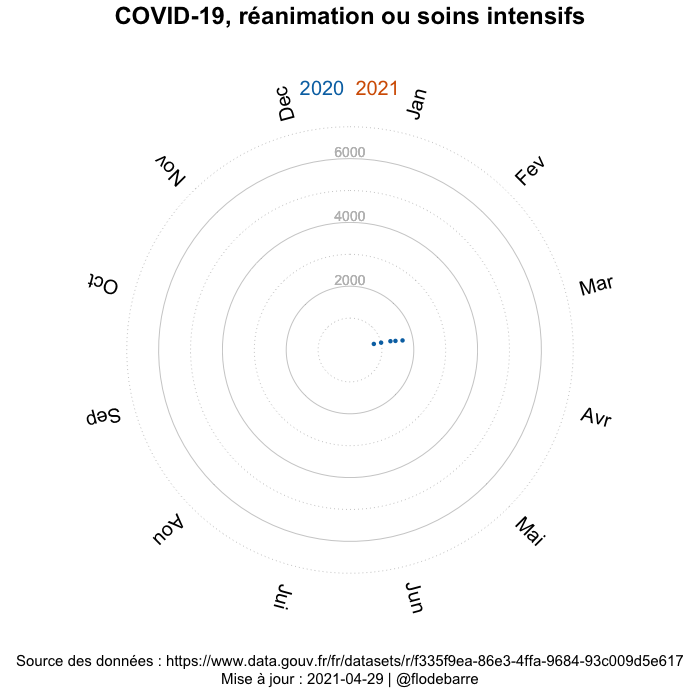 COVID-19, réanimation ou soins intensifs
2020 2021
Jan
Fev
Mar
Avr
Mai
Jun
Jui
Aou
Sep
Oct
Nov
Dec
6000
4000
2000
Source des données : https://www.data.gouv.fr/fr/datasets/r/f335f9ea-86e3-4ffa-9684-93c009d5e617
Mise à jour : 2021-04-29 | @flodebarre